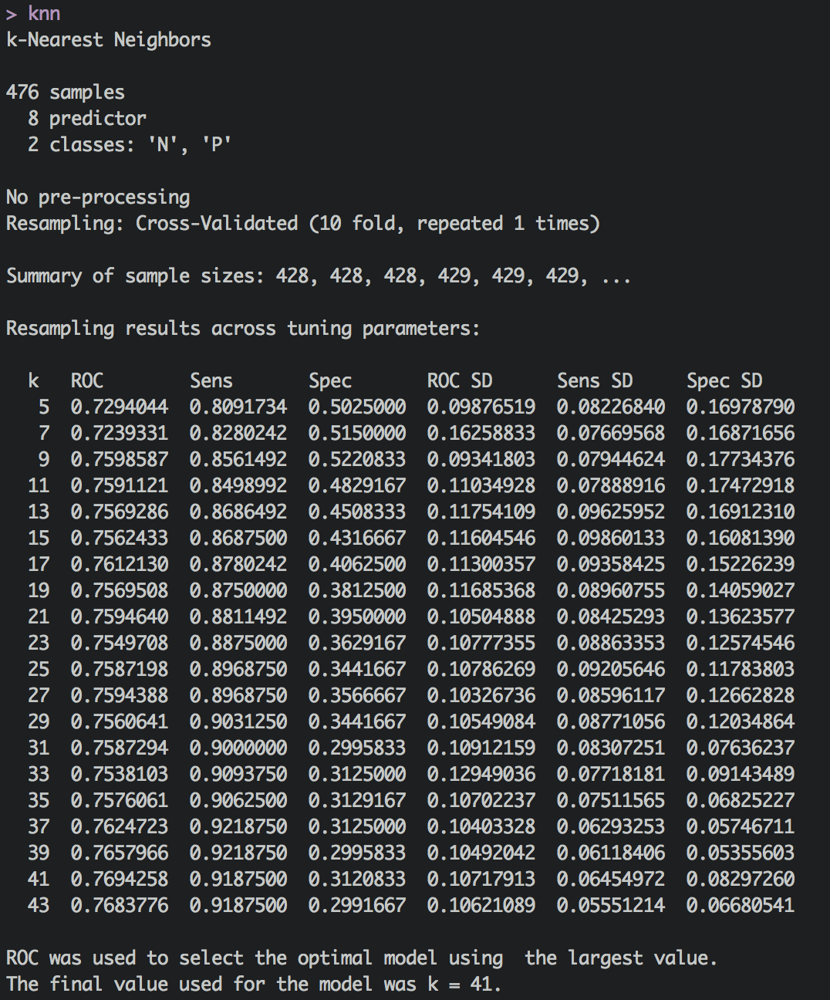 > knn
k-Nearest Neighbors
476 samples
8 predictor
2 classes: 'N', 'P'
No pre-processing
Resampling: Cross-Validated (10 fold, repeated 1 times)
Summary of sample sizes: 428, 428, 428, 429, 429, 429, ...
Resampling results across tuning parameters:
k ROC Sens Spec ROC SD Sens SD Spec SD
5 0.7294044 0.8091734 0.5025000 0.09876519 0.08226840 0.16978790
7 0.7239331 0.8280242 0.5150000 0.16258833 0.07669568 0.16871656
9 0.7598587 0.8561492 0.5220833 0.09341803 0.07944624 0.17734376
11 0.7591121 0.8498992 0.4829167 0.11034928 0.07888916 0.17472918
13 0.7569286 0.8686492 0.4508333 0.11754109 0.09625952 0.16912310
15 0.7562433 0.8687500 0.4316667 0.11604546 0.09860133 0.16081390
17 0.7612130 0.8780242 0.4062500 0.11300357 0.09358425 0.15226239
19 0.7569508 0.8750000 0.3812500 0.11685368 0.08960755 0.14059027
21 0.7594640 0.8811492 0.3950000 0.10504888 0.08425293 0.13623577
23 0.7549708 0.8875000 0.3629167 0.10777355 0.08863353 0.12574546
25 0.7587198 0.8968750 0.3441667 0.10786269 0.09205646 0.11783803
27 0.7594388 0.8968750 0.3566667 0.10326736 0.08596117 0.12662828
29 0.7560641 0.9031250 0.3441667 0.10549084 0.08771056 0.12034864
31 0.7587294 0.9000000 0.2995833 0.10912159 0.08307251 0.07636237
33 0.7538103 0.9093750 0.3125000 0.12949036 0.07718181 0.09143489
35 0.7576061 0.9062500 0.3129167 0.10702237 0.07511565 0.06825227
37 0.7624723 0.9218750 0.3125000 0.10403328 0.06293253 0.05746711
39 0.7657966 0.9218750 0.2995833 0.10492042 0.06118406 0.05355603
41 0.7694258 0.9187500 0.3120833 0.10717913 0.06454972 0.08297260
43 0.7683776 0.9187500 0.2991667 0.10621089 0.05551214 0.06680541
ROC was used to select the optimal model using  the largest value.
The final value used for the model was k = 41.